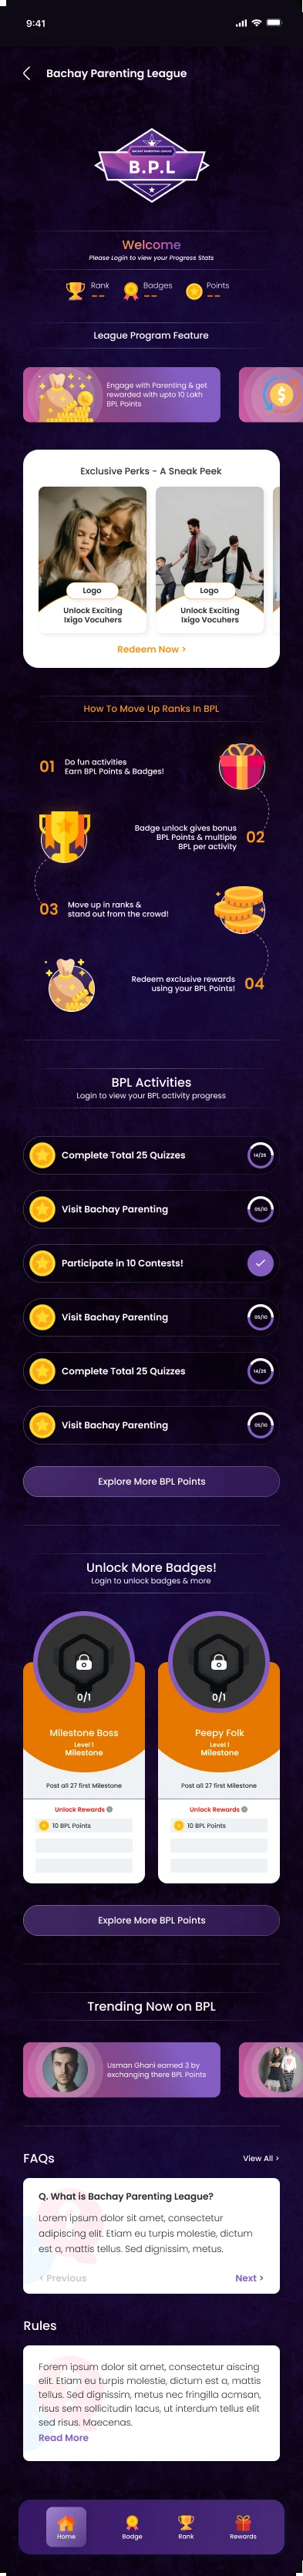 9:41
Bachay Parenting League
BACHAY PARENTING LEAGUE
B.P.L
Welcome
Please Login to view your Progress Stats
Rank
--
Badges
--
Points
--
League Program Feature
Engage with Parenting & get
rewarded with upto 10 Lakh
BPL Points
Exclusive Perks - A Sneak Peek
Logo
Unlock Exciting
Ixigo Vocuhers
Logo
Unlock Exciting
Ixigo Vocuhers
Redeem Now >
How To Move Up Ranks In BPL
01
Do fun activities
Earn BPL Points & Badges!
Badge unlock gives bonus
BPL Points & multiple
BPL per activity
02
03
Move up in ranks &
stand out from the crowd!
Redeem exclusive rewards
using your BPL Points!
04
BPL Activities
Login to view your BPL activity progress
Complete Total 25 Quizzes
14/25
Visit Bachay Parenting
05/10
Participate in 10 Contests!
Visit Bachay Parenting
05/10
Complete Total 25 Quizzes
14/25
Visit Bachay Parenting
05/10
Explore More BPL Points
Unlock More Badges!
Login to unlock badges & more
0/1
Milestone Boss
Level 1
Milestone
Post all 27 first Milestone
Unlock Rewards
10 BPL Points
0/1
Peepy Folk
Level 1
Milestone
Post all 27 first Milestone
Unlock Rewards
10 BPL Points
Explore More BPL Points
Trending Now on BPL
Usman Ghani earned 3 by
exchanging there BPL Points
FAQs
View All >
Q. What is Bachay Parenting League?
Lorem ipsum dolor sit amet, consectetur
adipiscing elit. Etiam eu turpis molestie, dictum
est a, mattis tellus. Sed dignissim, metus.
< Previous
Next >
Rules
Forem ipsum dolor sit amet, consectetur aiscing
elit. Etiam eu turpis molestie, dictum est a, mattis
tellus. Sed dignissim, metus nec fringilla acmsan,
risus sem sollicitudin lacus, ut interdum tellus elit
sed risus. Maecenas.
Read More
Home
Badge
Rank
Rewards